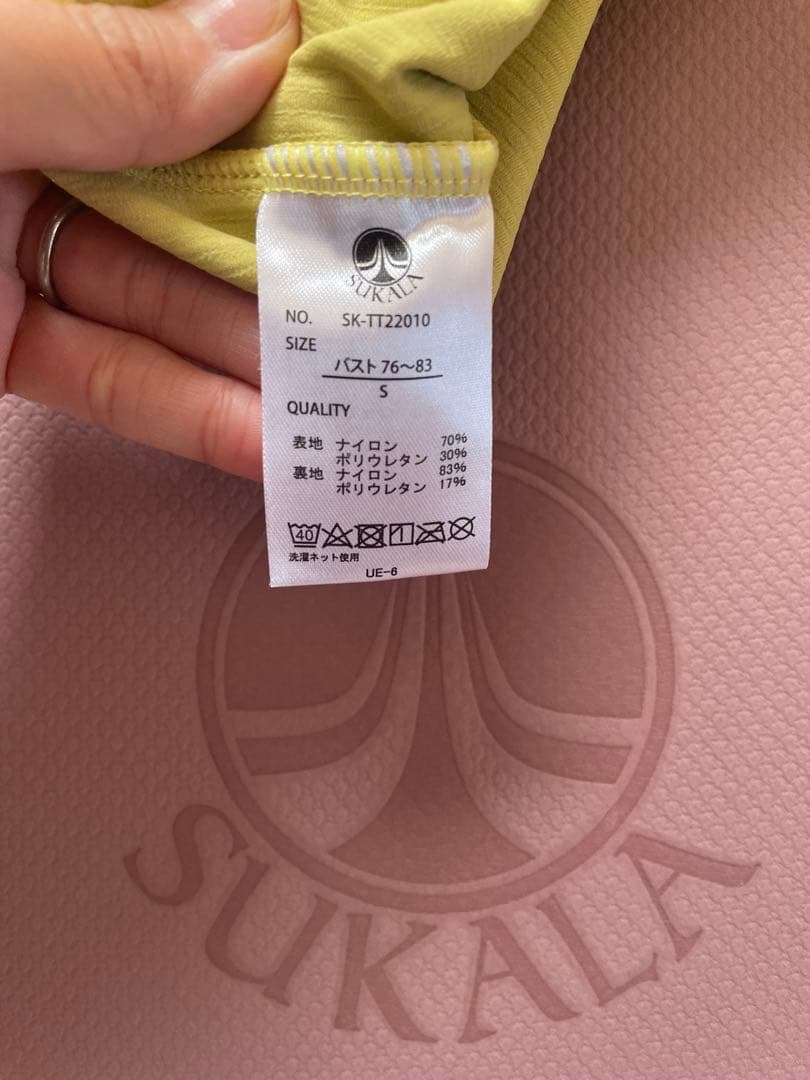 SUKALA
NO. SK-TT22010
SIZE
バスト 76～83
S
QUALITY
表地 ナイロン 70%
ポリウレタン 30%
裏地 ナイロン 83%
ポリウレタン 17%
40 1
洗濯ネット使用
UE-6
SUKALA